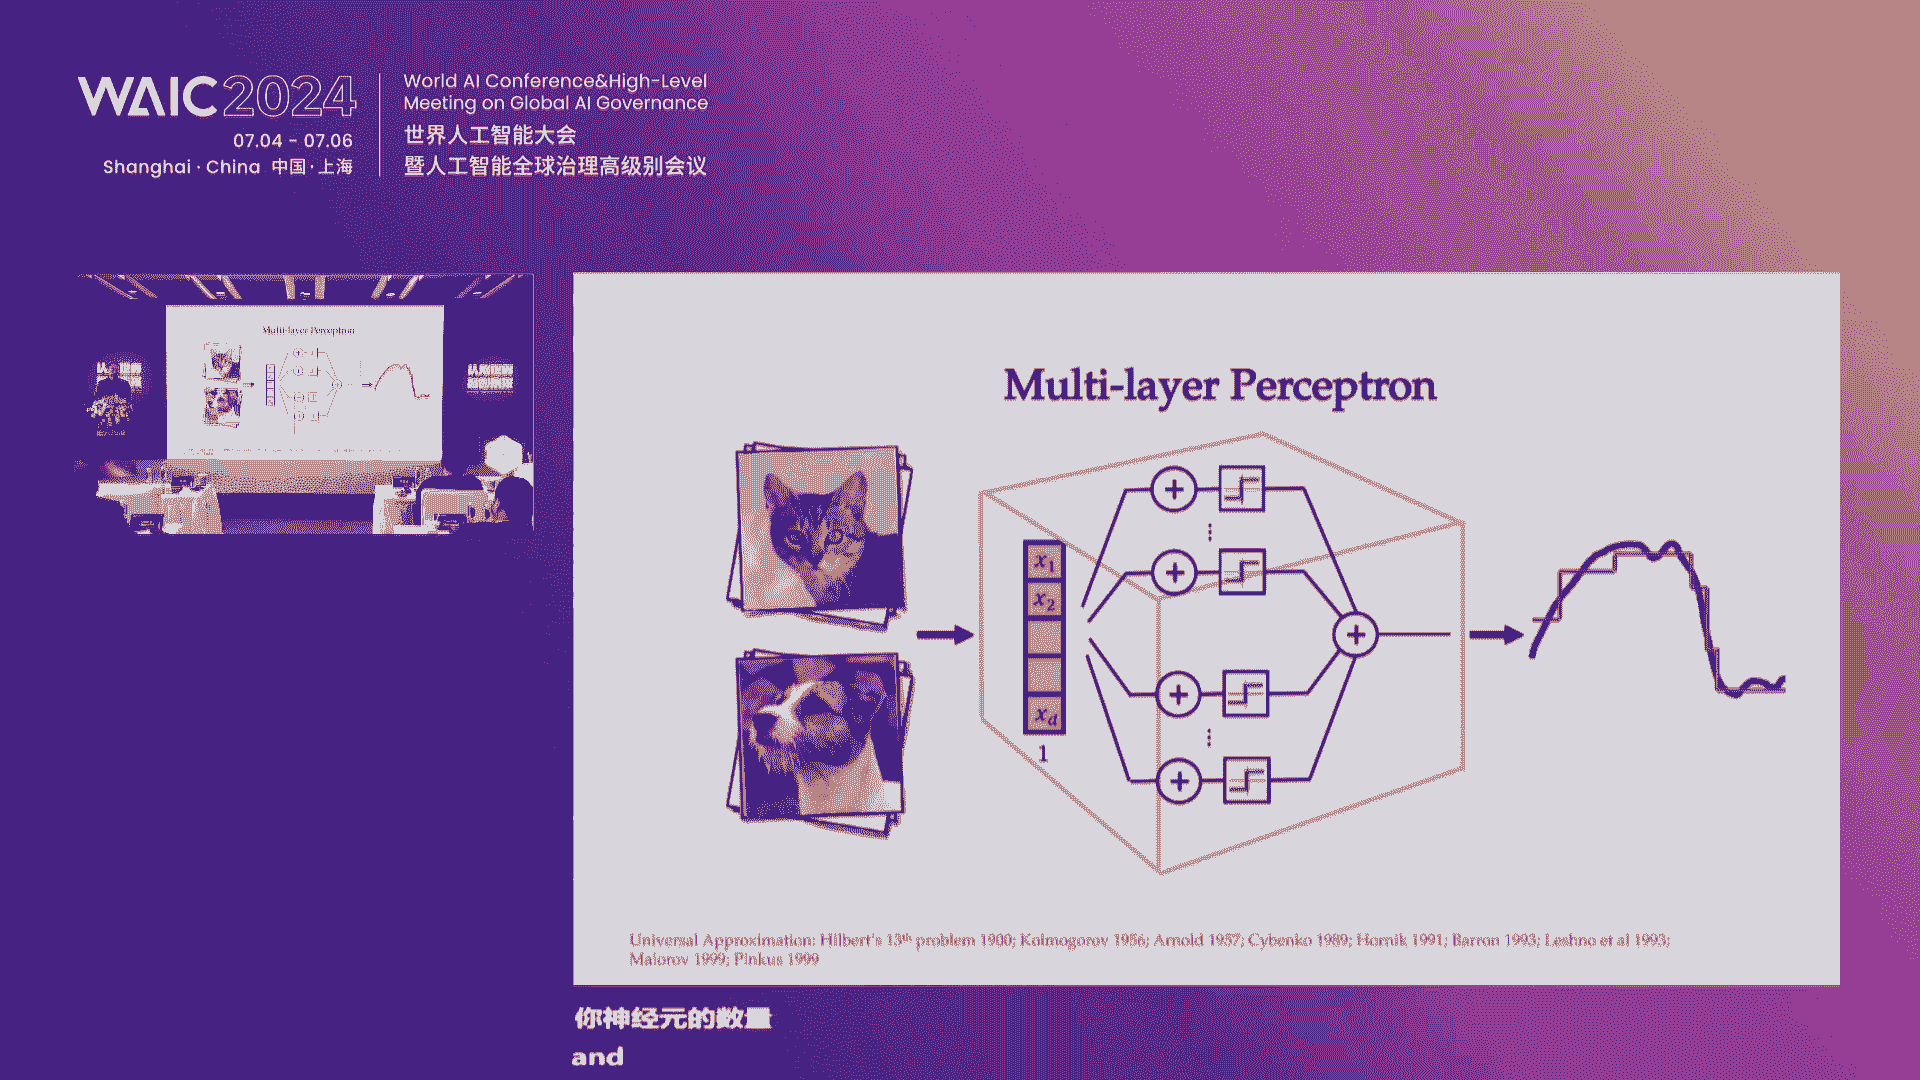 WAIC 2024
07.04 - 07.06
Shanghai · China 中国·上海
World AI Conference&High-Level
Meeting on Global AI Governance
世界人工智能大会
暨人工智能全球治理高级别会议
Multi-layer Perceptron
Multi-layer Perceptron
x1
x2
xd
1
Universal Approximation: Hilbert's 13th problem 1900; Kolmogorov 1956; Arnold 1957; Cybenko 1989; Hornik 1991; Barron 1993; Leshno et al 1993;
Maiorov 1999; Pinkus 1999
你神经元的数量
and